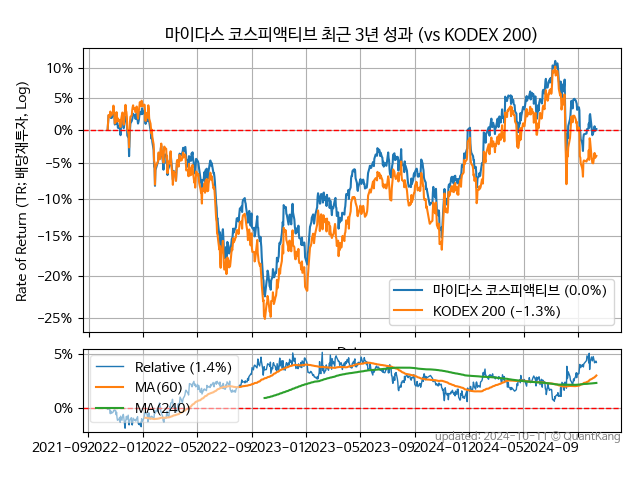 마이다스 코스피액티브 최근 3년 성과 (vs KODEX 200)
Rate of Return (TR: 배당재투자, Log)
10%
5%
0%
−5%
−10%
−15%
−20%
−25%
마이다스 코스피액티브 (0.0%)
KODEX 200 (−1.3%)
5%
0%
Relative (1.4%)
MA(60)
MA(240)
updated: 2024-10-11 © QuantKang
2021-09 2022-01 2022-05 2022-09 2023-01 2023-05 2023-09 2024-01 2024-05 2024-09